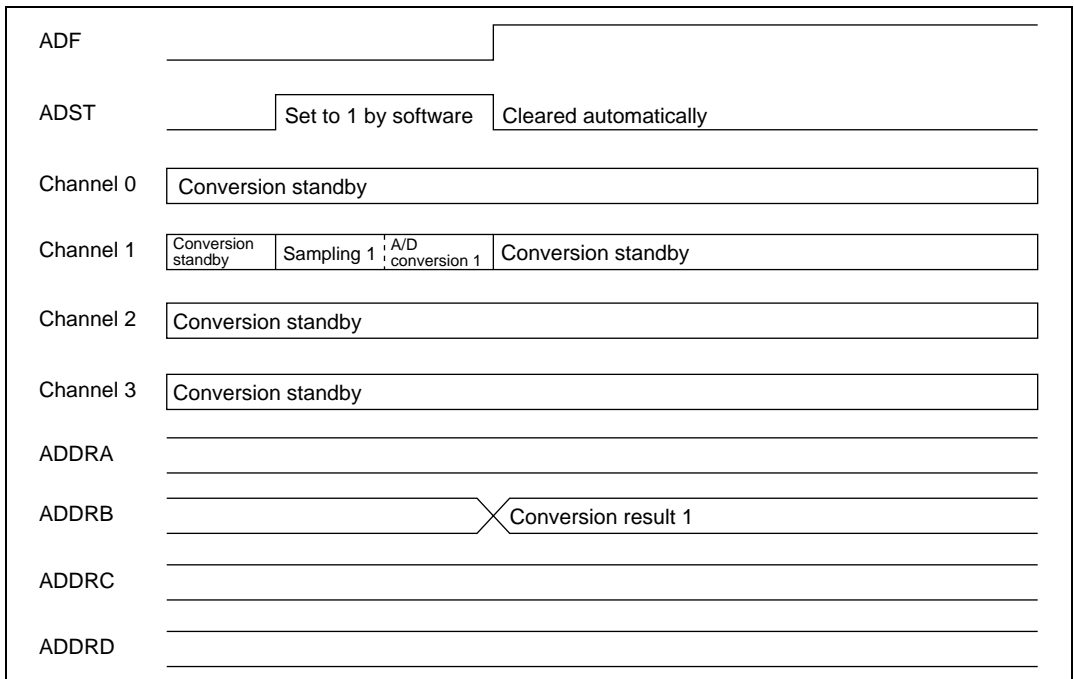 ADF
ADST Set to 1 by software Cleared automatically
Channel 0 Conversion standby
Channel 1 Conversion standby Sampling 1 A/D conversion 1 Conversion standby
Channel 2 Conversion standby
Channel 3 Conversion standby
ADDRA
ADDRB Conversion result 1
ADDRC
ADDRD